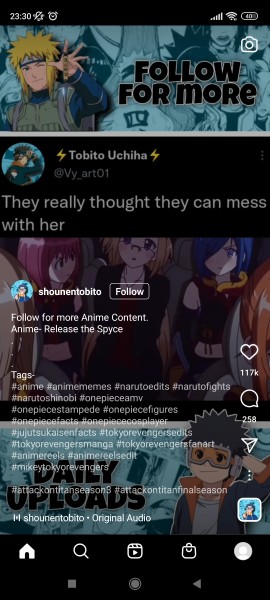 23:30
40
FOLLOW
FOR MORE
⚡Tobito Uchiha⚡
@Vy_art01
They really thought they can mess
with her
shounentobito Follow
Follow for more Anime Content.
Anime- Release the Spyce
.
Tags-
#anime #animememes #narutoedits #narutofights
#narutoshinobi #onepieceamv
#onepiecestampede #onepiecefigures
#onepiecefacts #onepiececosplayer
#jujutsukaisenfacts #tokyorevengersedits
#tokyorevengersmanga #tokyorevengersfanart
#animereels #animereelsedit
#mikeytokyorevengers
.
#attackontitanseason3 #attackontitanfinalseason
117k
258
DAILY
UPLOADS
shounentobito • Original Audio